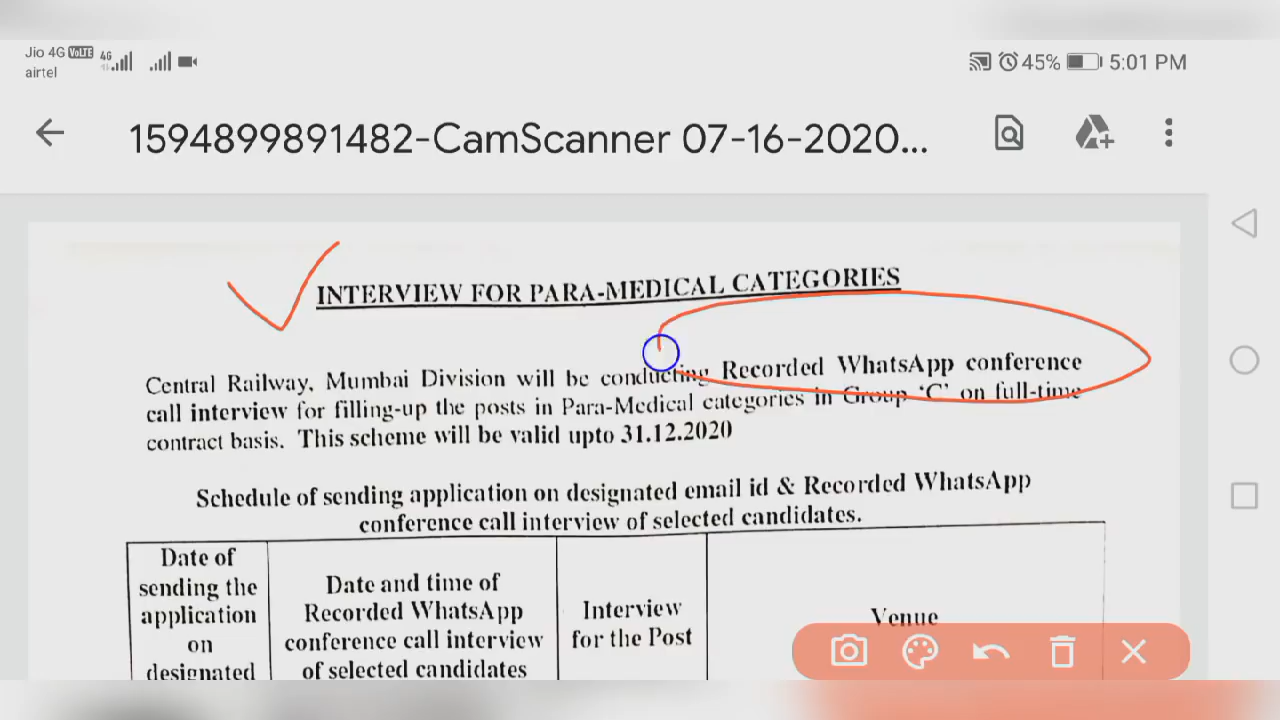 Jio 4G VoLTE 4G 45% 5:01 PM
airtel
1594899891482-CamScanner 07-16-2020...
INTERVIEW FOR PARA-MEDICAL CATEGORIES
Central Railway, Mumbai Division will be conducting Recorded WhatsApp conference
call interview for filling-up the posts in Para-Medical categories in Group ‘C’ on full-time
contract basis. This scheme will be valid upto 31.12.2020
Schedule of sending application on designated email id & Recorded WhatsApp
conference call interview of selected candidates.
Date of
sending the
application
on
designated
Date and time of
Recorded WhatsApp
conference call interview
of selected candidates
Interview
for the Post
Venue